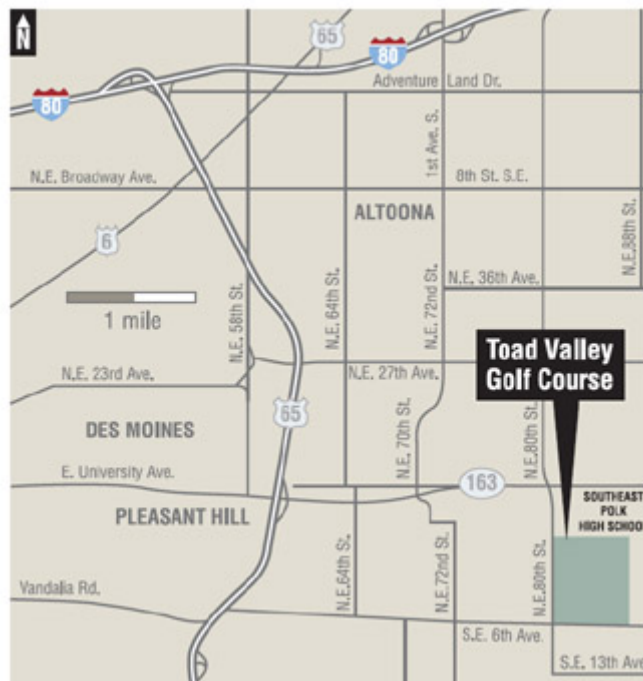 N
65
80
80
Adventure Land Dr.
1st Ave. S.
N.E. Broadway Ave.
8th St. S.E.
ALTOONA
N.E. 88th St.
6
N.E. 36th Ave.
1 mile
N.E. 58th St.
N.E. 64th St.
N.E. 72nd St.
Toad Valley
Golf Course
N.E. 23rd Ave.
N.E. 27th Ave.
65
DES MOINES
N.E. 70th St.
N.E. 80th St.
E. University Ave.
163
SOUTHEAST
POLK
HIGH SCHOOL
PLEASANT HILL
N.E. 64th St.
N.E. 72nd St.
N.E. 80th St.
Vandalia Rd.
S.E. 6th Ave.
S.E. 13th Ave.